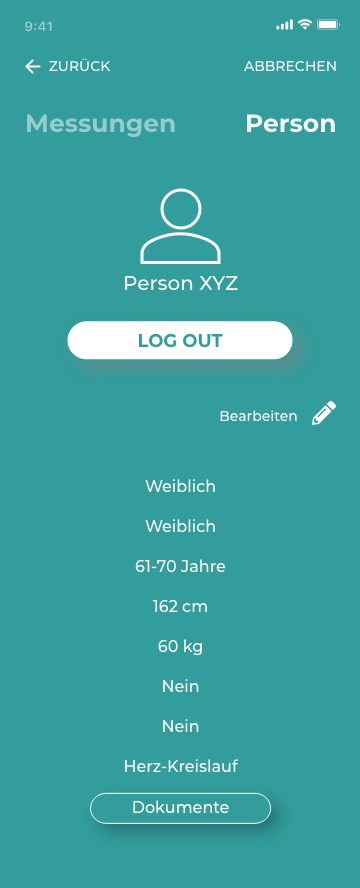 9:41
ZURÜCK
ABBRECHEN
Messungen
Person
Person XYZ
LOG OUT
Bearbeiten
Weiblich
Weiblich
61-70 Jahre
162 cm
60 kg
Nein
Nein
Herz-Kreislauf
Dokumente